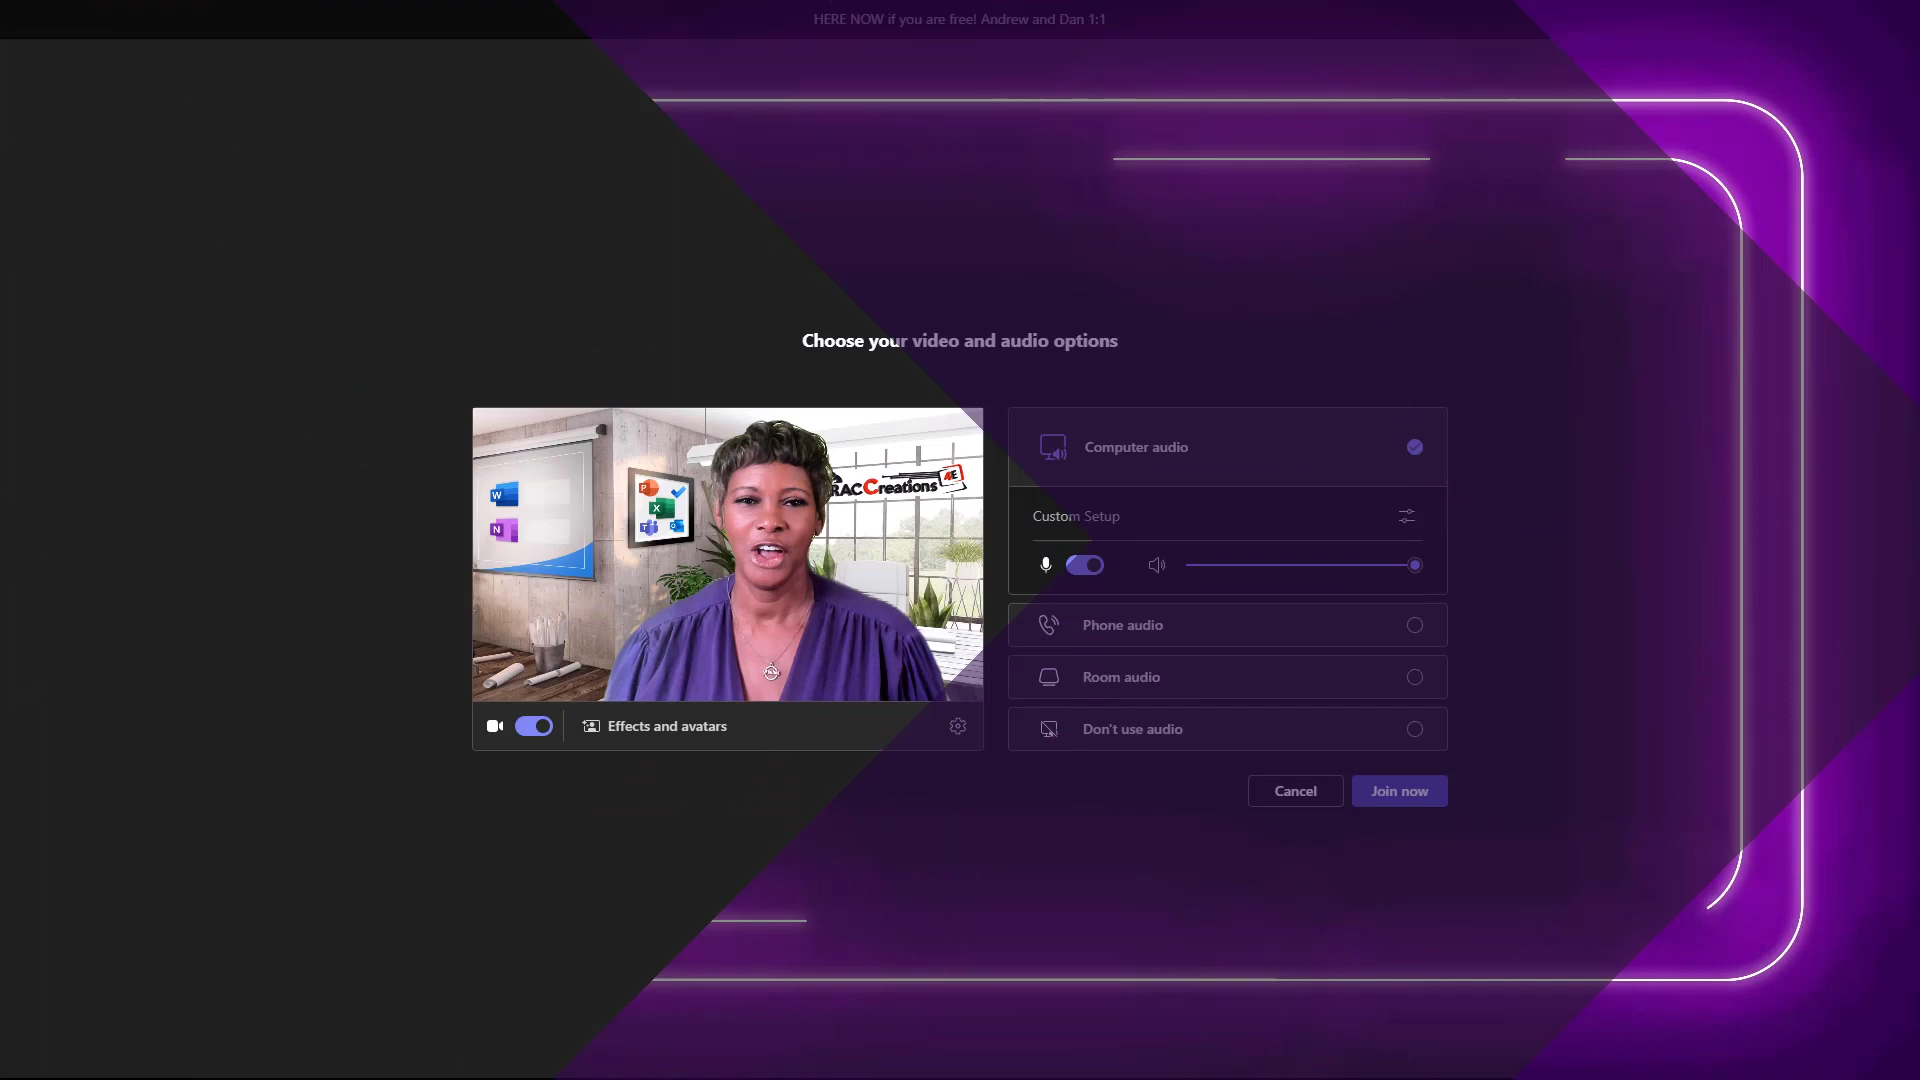 HERE NOW if you are free! Andrew and Dan 1:1
Choose your video and audio options
W
N
P
X
T
RACCreations
4E
Computer audio
Custom Setup
Phone audio
Room audio
Don't use audio
Effects and avatars
Cancel
Join now